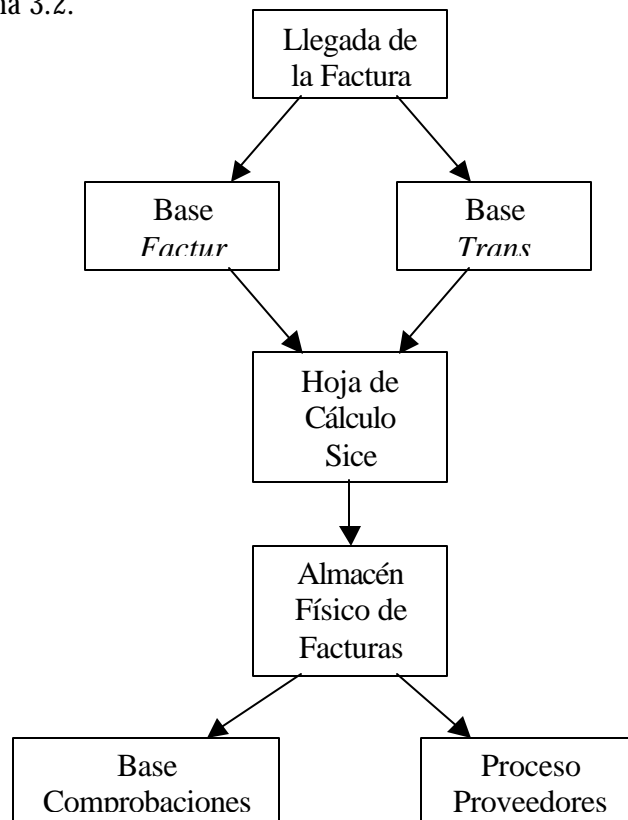 na 3.2.
Llegada de
la Factura
Base
Factur
Base
Trans
Hoja de
Cálculo
Sice
Almacén
Físico de
Facturas
Base
Comprobaciones
Proceso
Proveedores